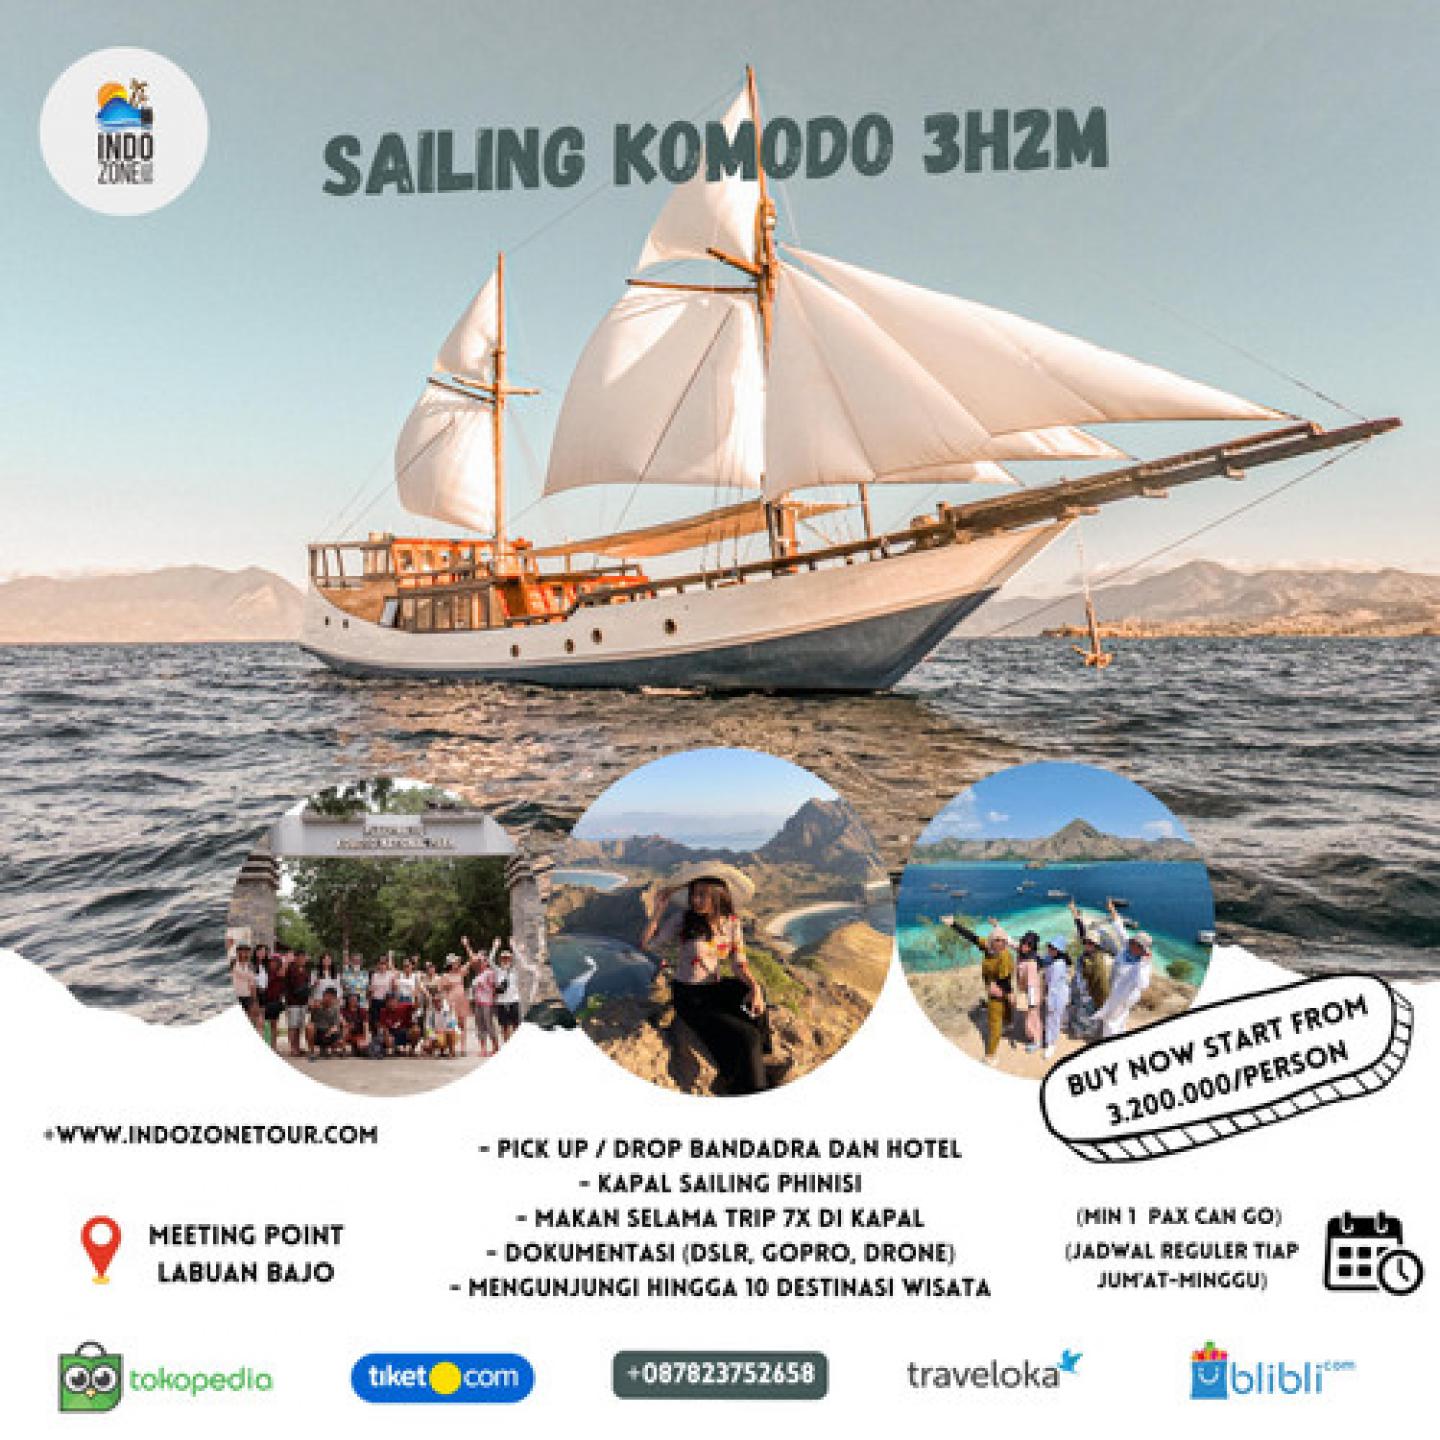 INDO
ZONE
SAILING KOMODO 3H2M
BUY NOW START FROM
3.200.000/PERSON
+WWW.INDOZONETOUR.COM
MEETING POINT
LABUAN BAJO
- PICK UP / DROP BANDADRA DAN HOTEL
- KAPAL SAILING PHINISI
- MAKAN SELAMA TRIP 7X DI KAPAL
- DOKUMENTASI (DSLR, GOPRO, DRONE)
- MENGUNJUNGI HINGGA 10 DESTINASI WISATA
(MIN 1 PAX CAN GO)
(JADWAL REGULER TIAP
JUM'AT-MINGGU)
tokopedia
tiket.com
+087823752658
traveloka
blibli.com